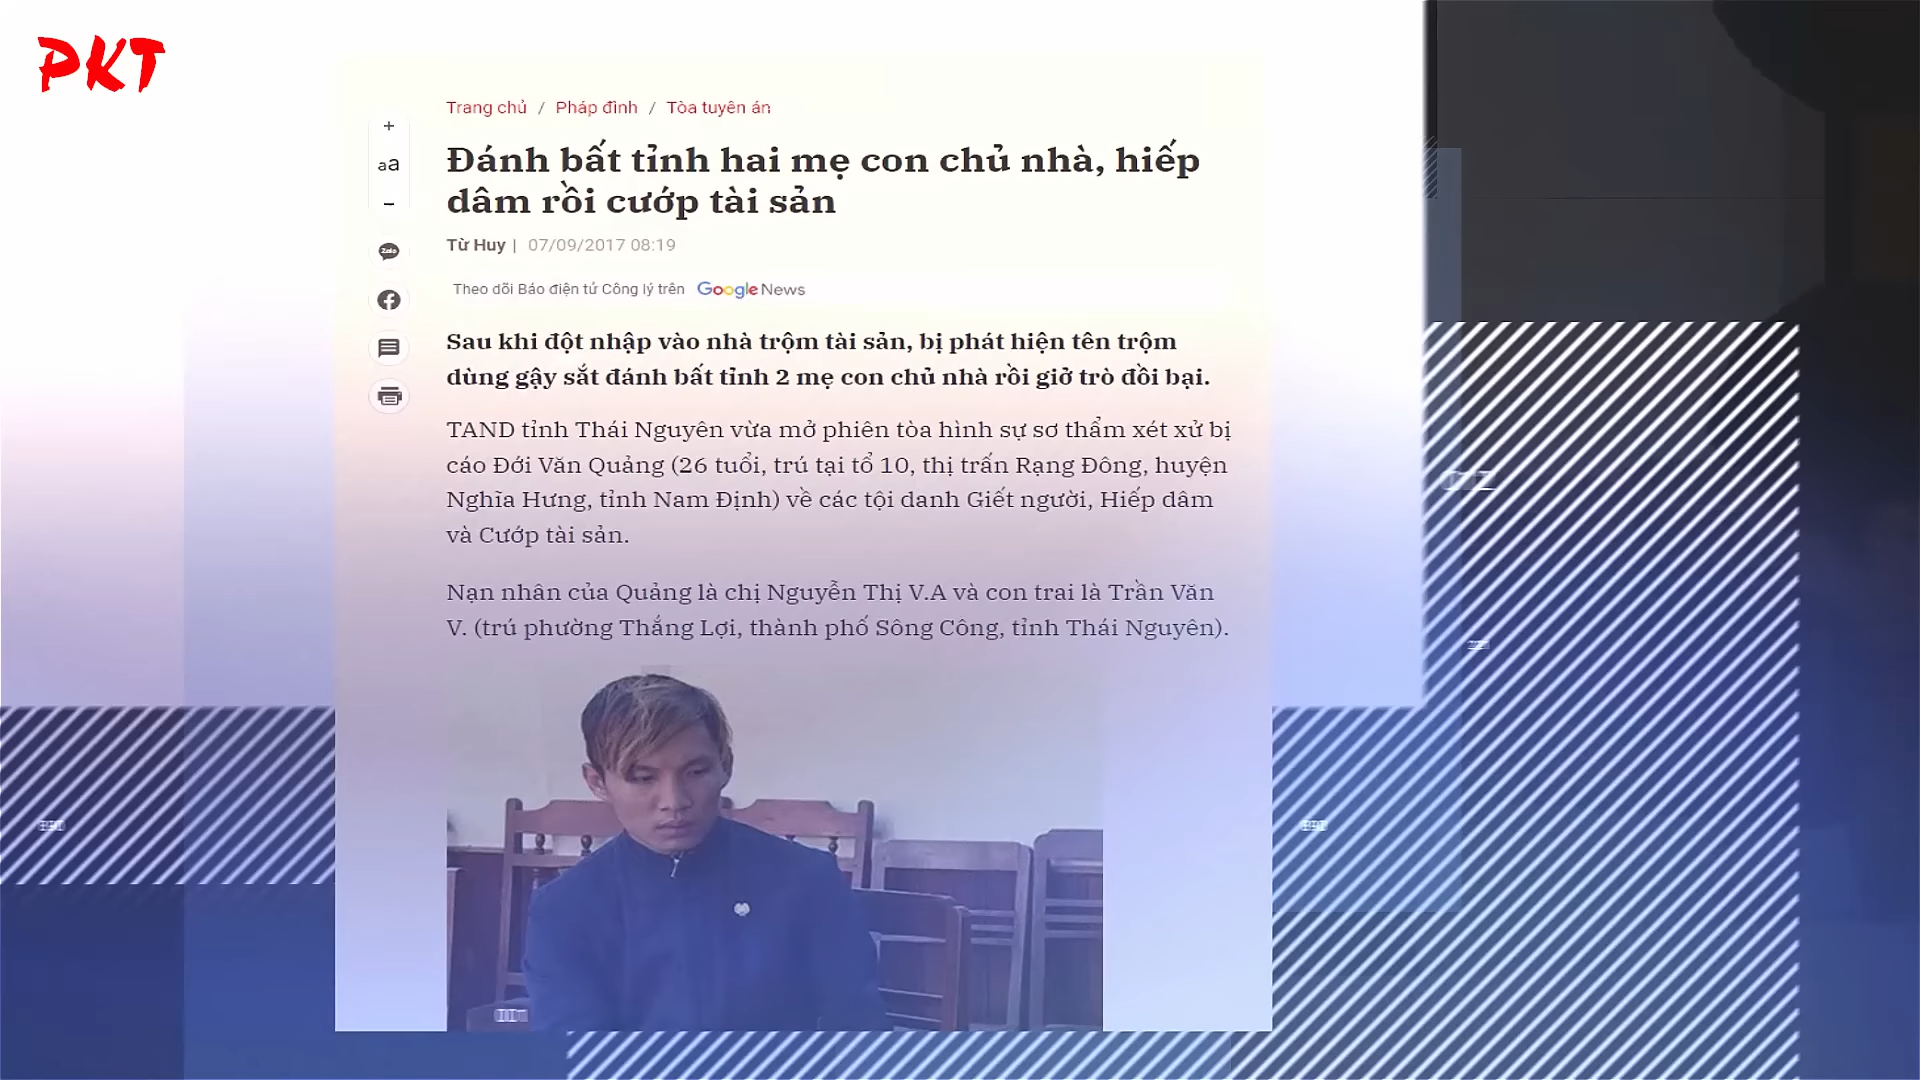 PKT
Trang chủ / Pháp đình / Tòa tuyên án
+
aA
−
Đánh bất tỉnh hai mẹ con chủ nhà, hiếp
dâm rồi cướp tài sản
Từ Huy | 07/09/2017 08:19
Zalo
Theo dõi Báo điện tử Công lý trên Google News
Sau khi đột nhập vào nhà trộm tài sản, bị phát hiện tên trộm
dùng gậy sắt đánh bất tỉnh 2 mẹ con chủ nhà rồi giở trò đồi bại.
TAND tỉnh Thái Nguyên vừa mở phiên tòa hình sự sơ thẩm xét xử bị
cáo Đới Văn Quảng (26 tuổi, trú tại tổ 10, thị trấn Rạng Đông, huyện
Nghĩa Hưng, tỉnh Nam Định) về các tội danh Giết người, Hiếp dâm
và Cướp tài sản.
Nạn nhân của Quảng là chị Nguyễn Thị V.A và con trai là Trần Văn
V. (trú phường Thắng Lợi, thành phố Sông Công, tỉnh Thái Nguyên).